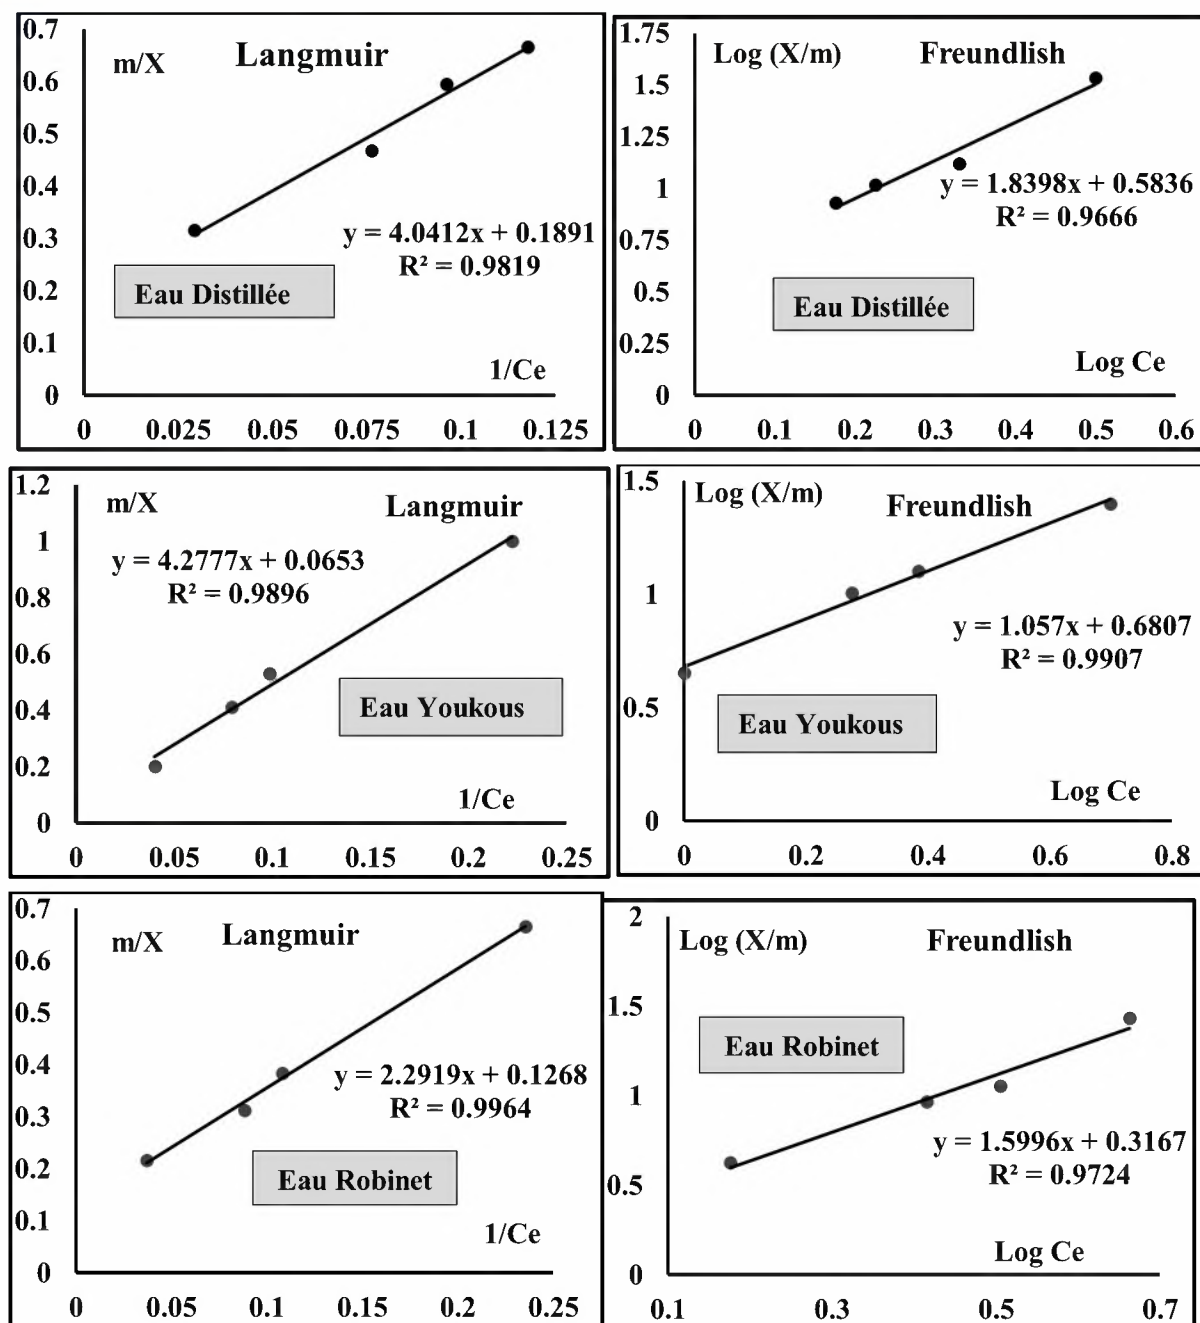 0.7
m/X
Langmuir
0.6
0.5
0.4
0.3
y = 4.0412x + 0.1891
R² = 0.9819
Eau Distillée
0.2
0.1
1/Ce
0
0 0.025 0.05 0.075 0.1 0.125
1.75
Log (X/m)
Freundlish
1.5
1.25
1
y = 1.8398x + 0.5836
R² = 0.9666
0.75
0.5
Eau Distillée
0.25
Log Ce
0
0 0.1 0.2 0.3 0.4 0.5 0.6
1.2
m/X
Langmuir
1
y = 4.2777x + 0.0653
R² = 0.9896
0.8
0.6
Eau Youkous
0.4
0.2
1/Ce
0
0 0.05 0.1 0.15 0.2 0.25
1.5
Log (X/m)
Freundlish
1
y = 1.057x + 0.6807
R² = 0.9907
Eau Youkous
0.5
Log Ce
0
0 0.2 0.4 0.6 0.8
0.7
m/X
Langmuir
0.6
0.5
0.4
y = 2.2919x + 0.1268
R² = 0.9964
0.3
0.2
Eau Robinet
0.1
1/Ce
0
0 0.05 0.1 0.15 0.2 0.25
2
Log (X/m)
Freundlish
1.5
Eau Robinet
1
y = 1.5996x + 0.3167
R² = 0.9724
0.5
Log Ce
0
0.1 0.3 0.5 0.7